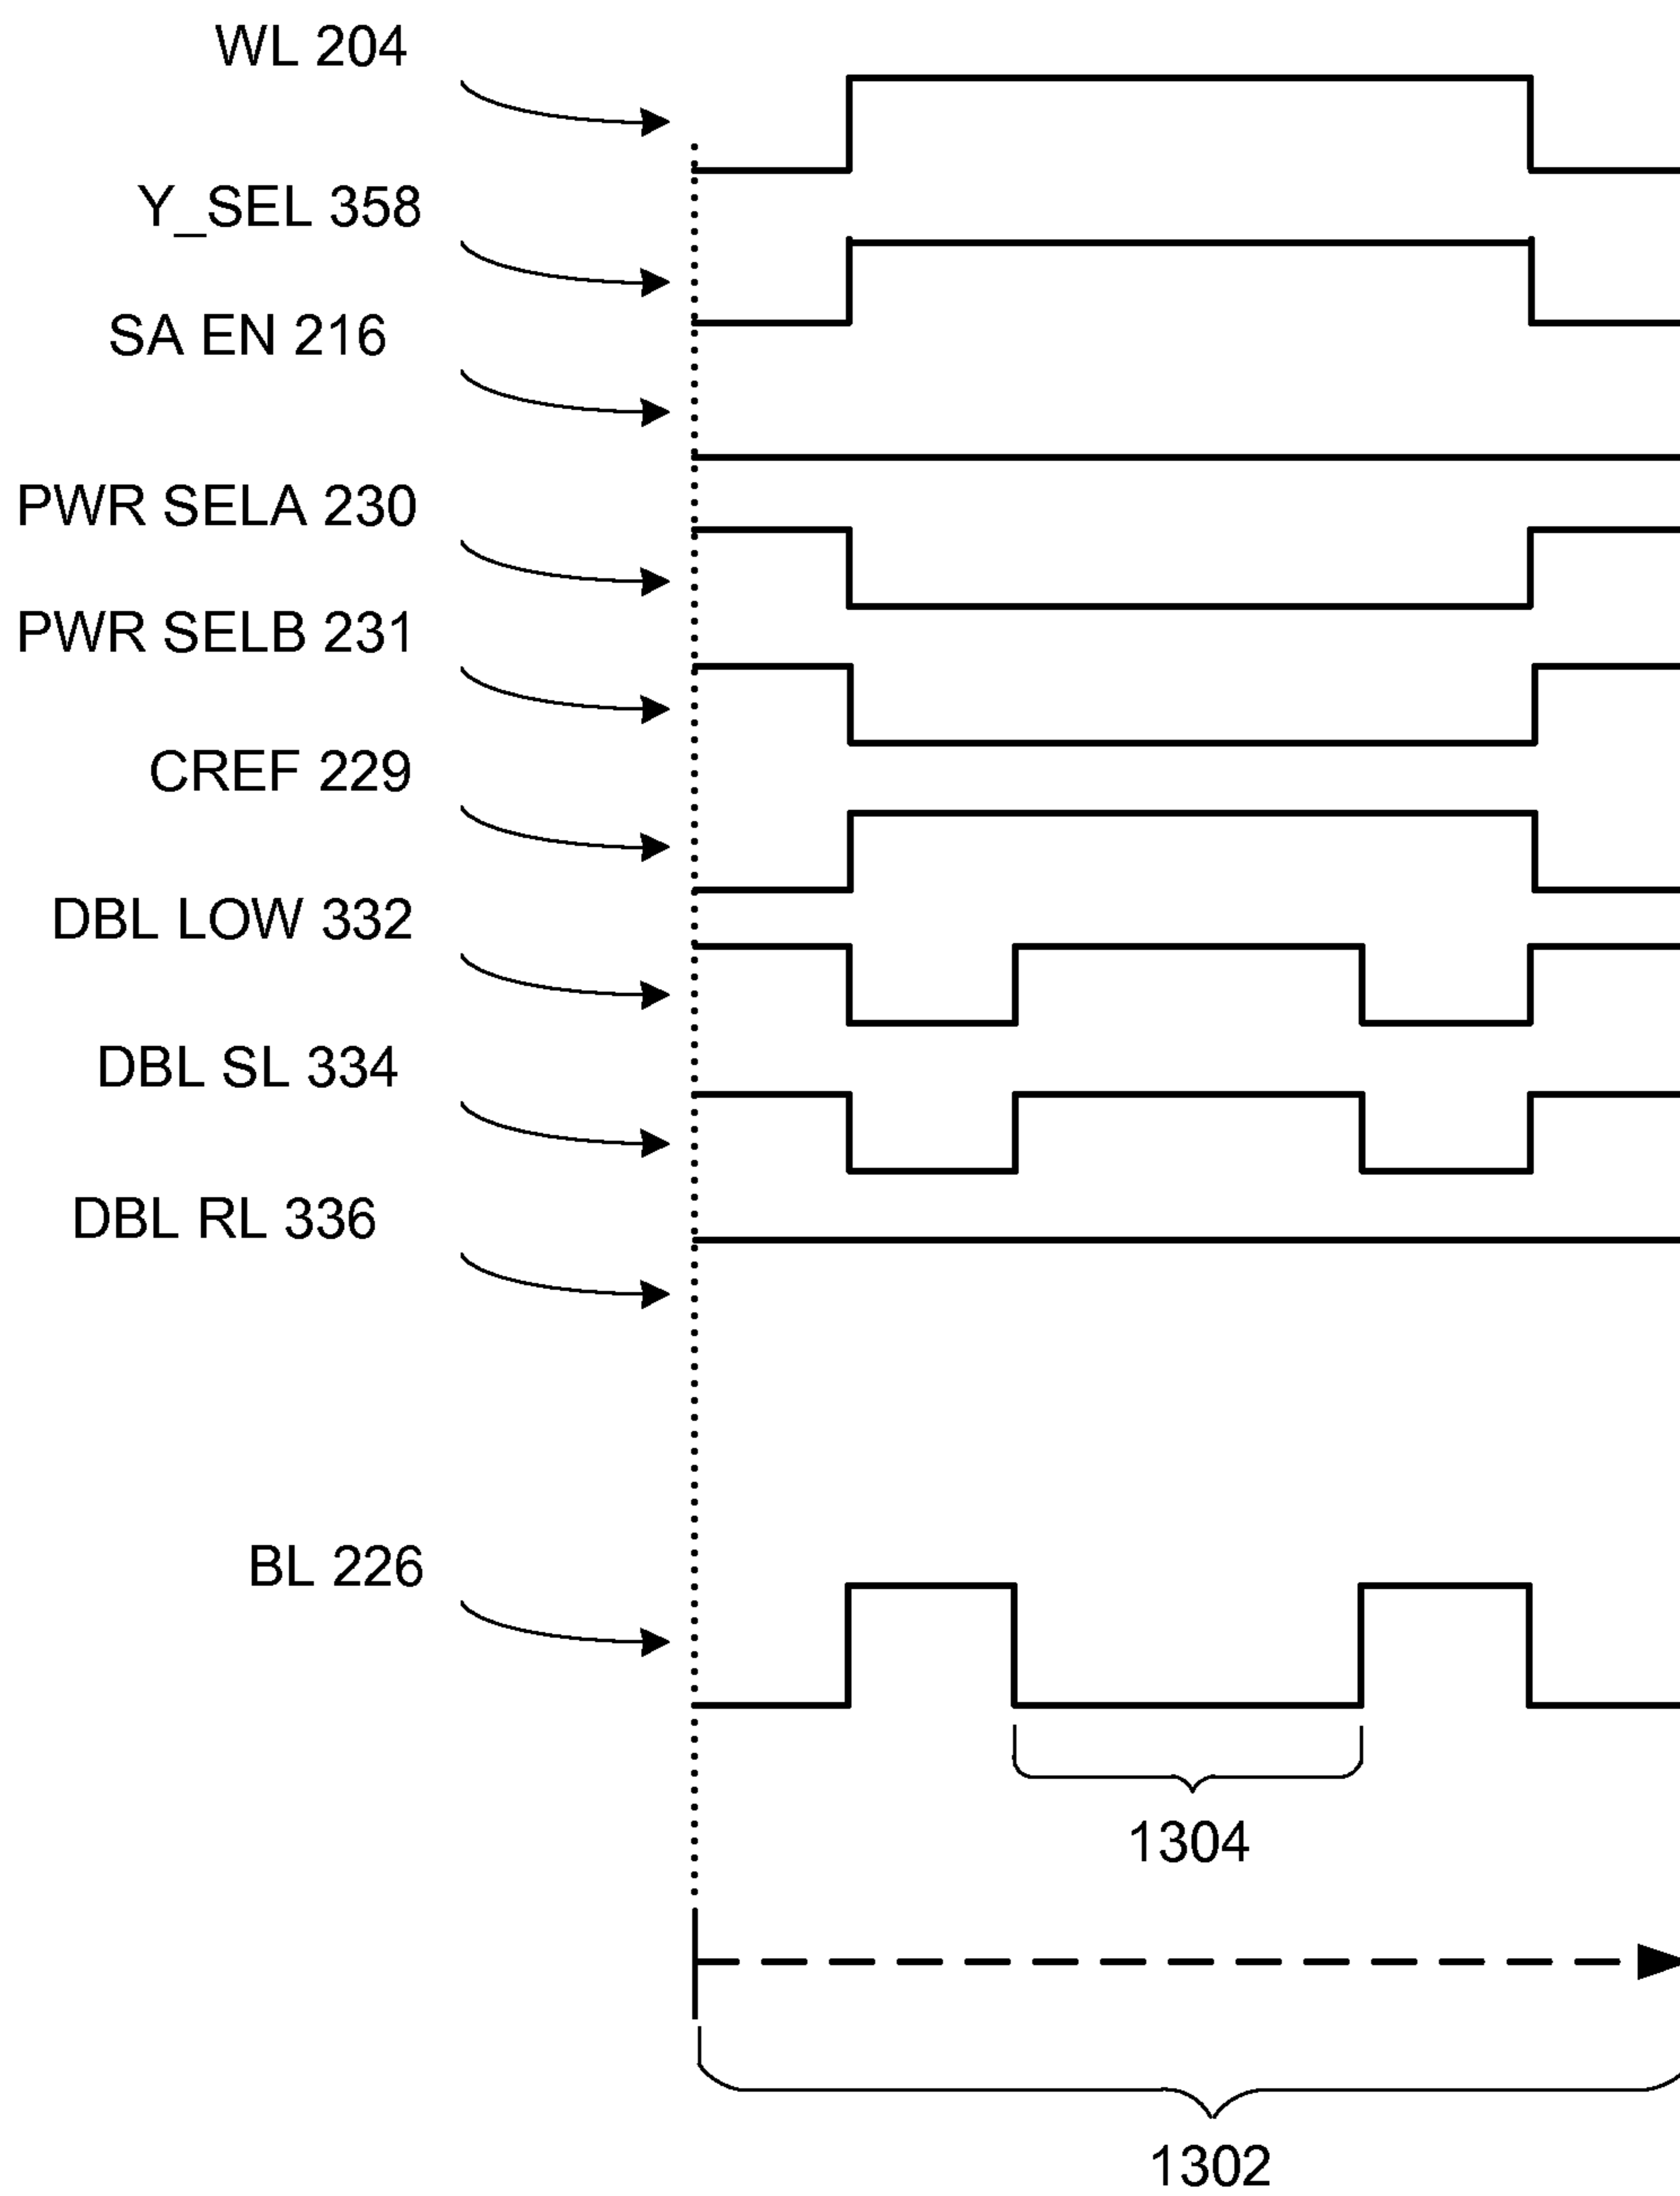 WL 204
Y_SEL 358
SA EN 216
PWR SELA 230
PWR SELB 231
CREF 229
DBL LOW 332
DBL SL 334
DBL RL 336
BL 226
1304
1302